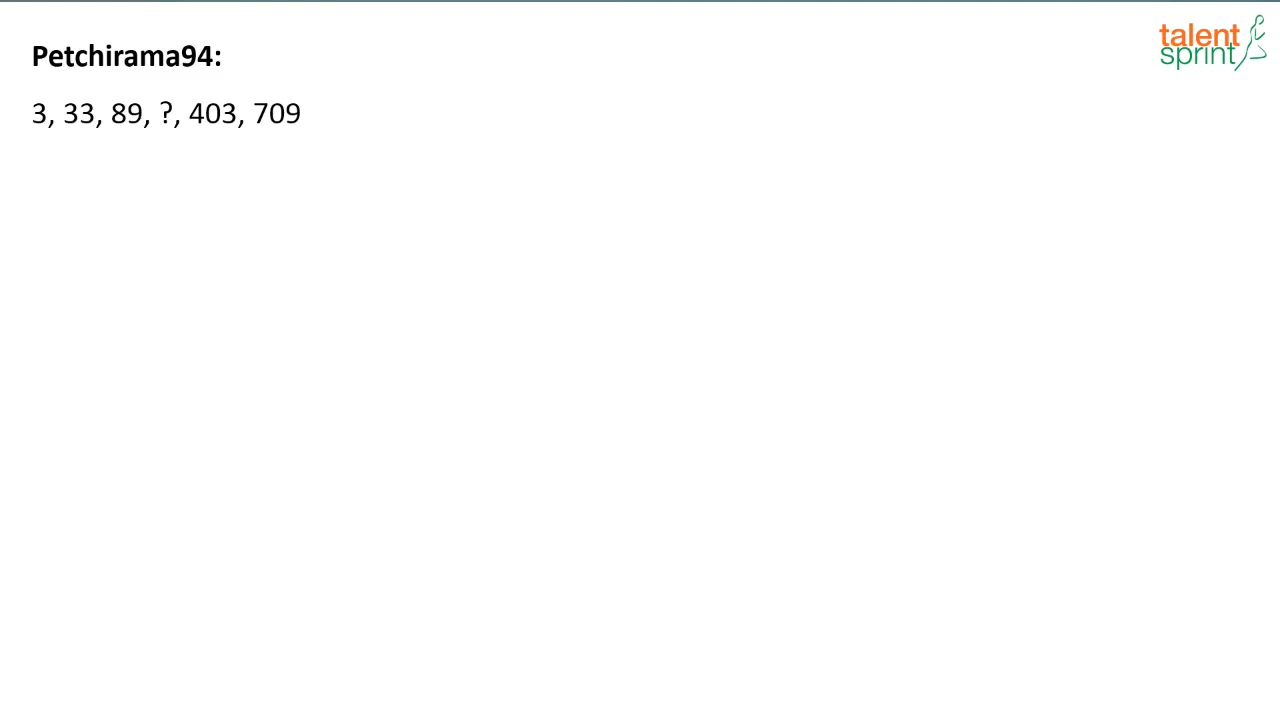 talent
sprint
Petchirama94:
3, 33, 89, ?, 403, 709